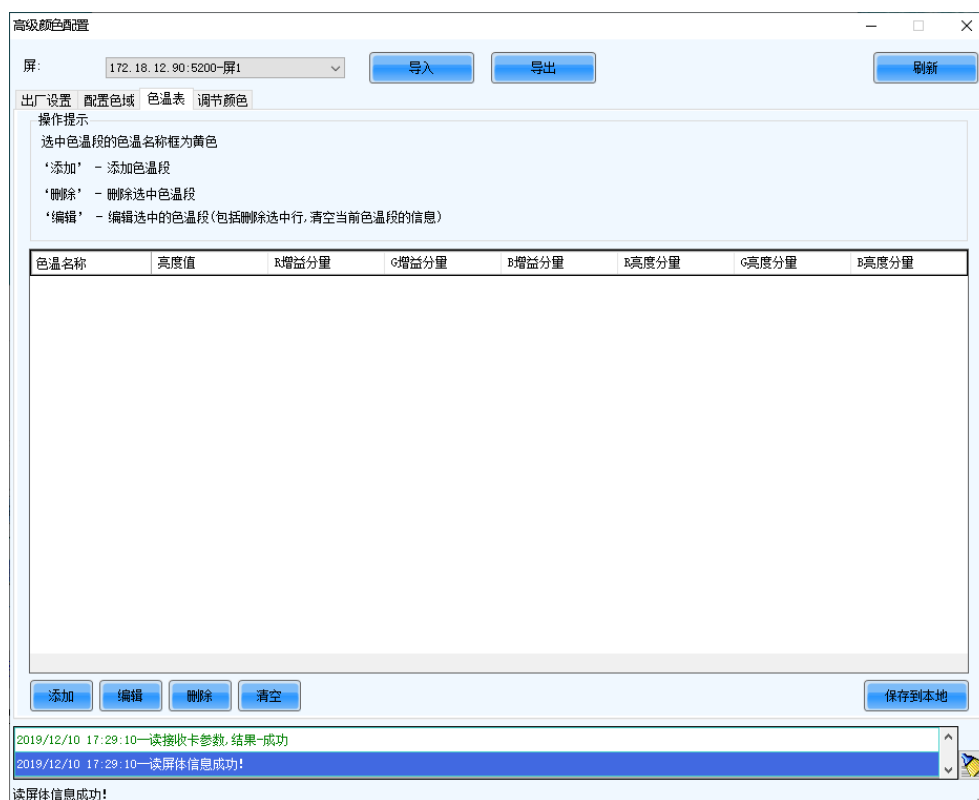 高级颜色配置
屏: 172.18.12.90:5200-屏1 导入 导出 刷新
出厂设置 配置色域 色温表 调节颜色
操作提示
选中色温段的色温名称框为黄色
‘添加’ - 添加色温段
‘删除’ - 删除选中色温段
‘编辑’ - 编辑选中的色温段(包括删除选中行,清空当前色温段的信息)
色温名称 亮度值 R增益分量 G增益分量 B增益分量 R亮度分量 G亮度分量 B亮度分量
添加 编辑 删除 清空 保存到本地
2019/12/10 17:29:10—读接收卡参数,结果-成功
2019/12/10 17:29:10—读屏体信息成功!
读屏体信息成功!